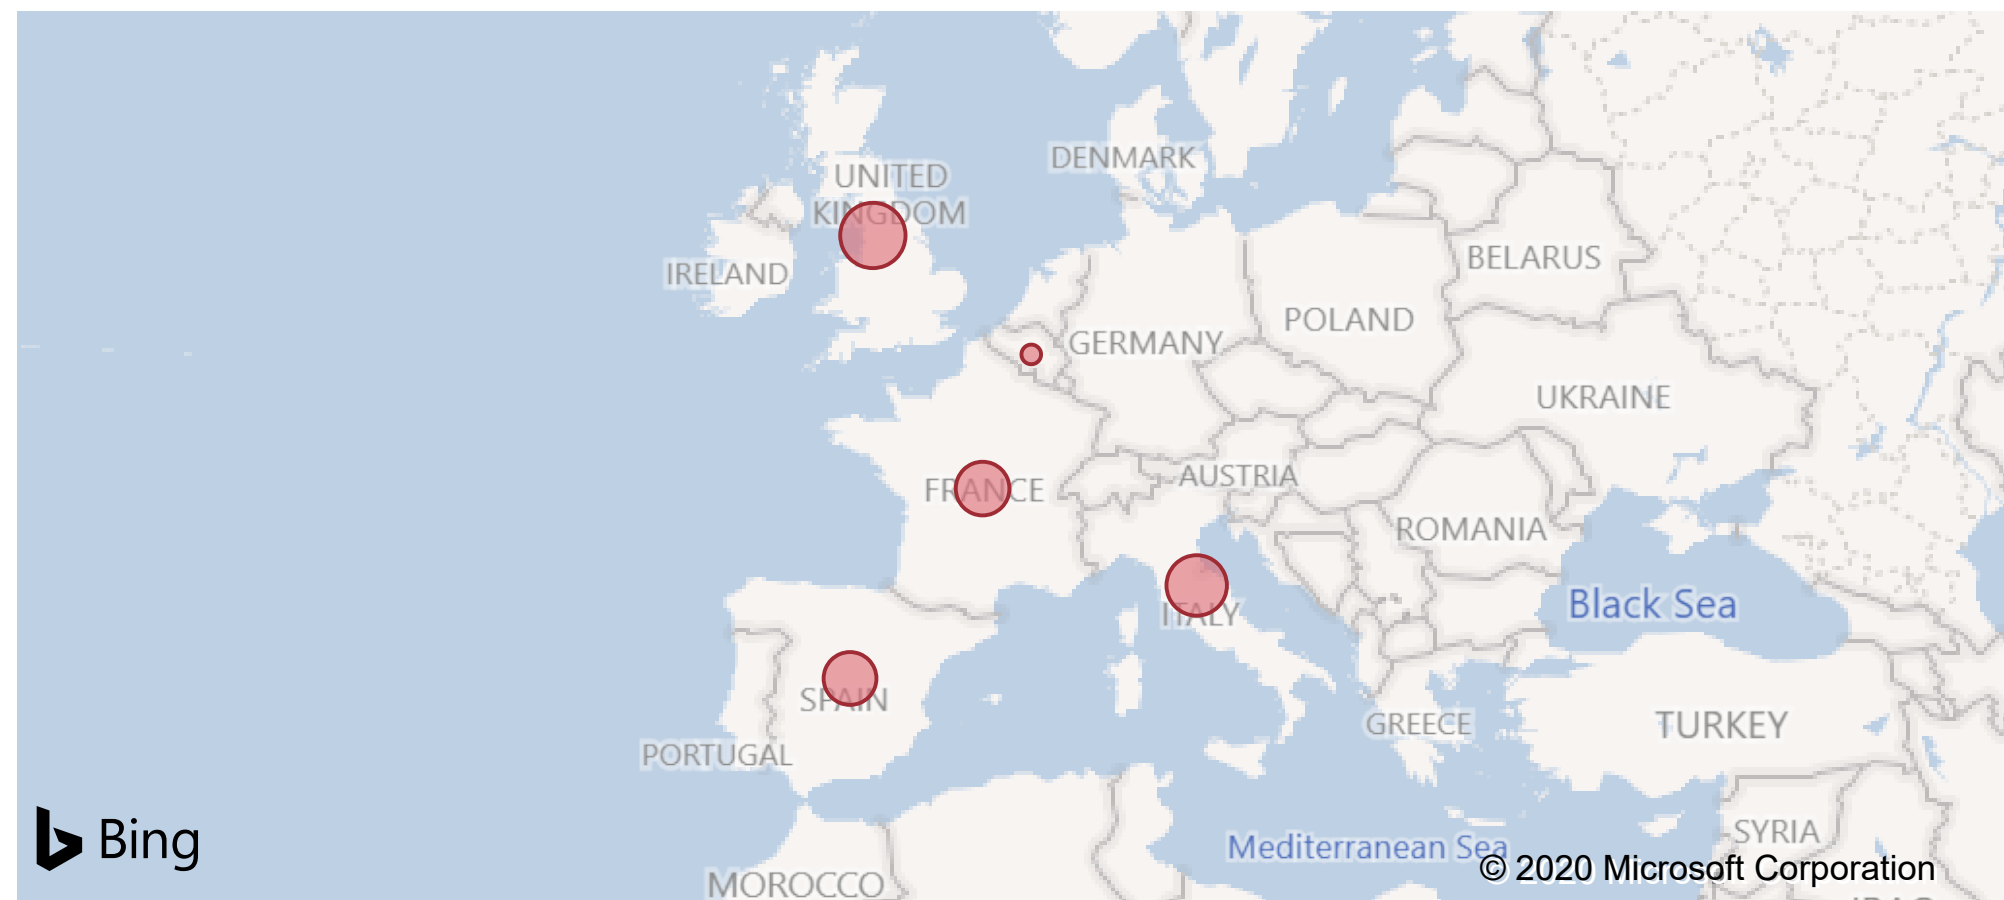 DENMARK
UNITED
KINGDOM
IRELAND
BELARUS
POLAND
GERMANY
UKRAINE
AUSTRIA
FRANCE
ROMANIA
Black Sea
ITALY
SPAIN
GREECE
TURKEY
PORTUGAL
SYRIA
Bing
Mediterranean Sea
© 2020 Microsoft Corporation
MOROCCO